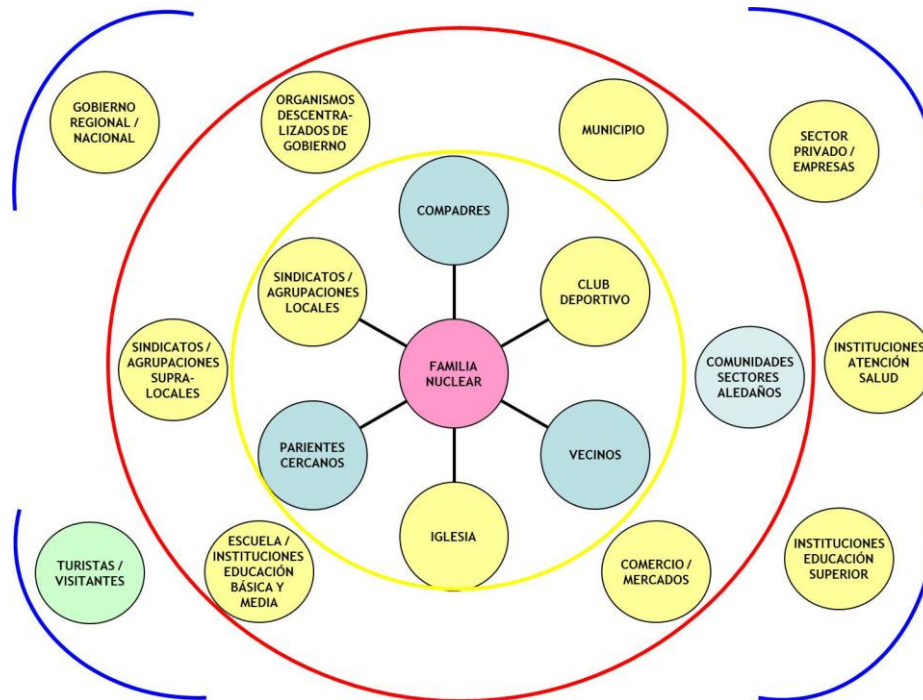 GOBIERNO
REGIONAL /
NACIONAL
ORGANISMOS
DESCENTRA-
LIZADOS DE
GOBIERNO
MUNICIPIO
SECTOR
PRIVADO /
EMPRESAS
COMPADRES
SINDICATOS /
AGRUPACIONES
LOCALES
CLUB
DEPORTIVO
SINDICATOS /
AGRUPACIONES
SUPRA-
LOCALES
FAMILIA
NUCLEAR
COMUNIDADES
SECTORES
ALEDAÑOS
INSTITUCIONES
ATENCIÓN
SALUD
PARIENTES
CERCANOS
VECINOS
TURISTAS /
VISITANTES
ESCUELA /
INSTITUCIONES
EDUCACIÓN
BÁSICA Y
MEDIA
IGLESIA
COMERCIO /
MERCADOS
INSTITUCIONES
EDUCACIÓN
SUPERIOR